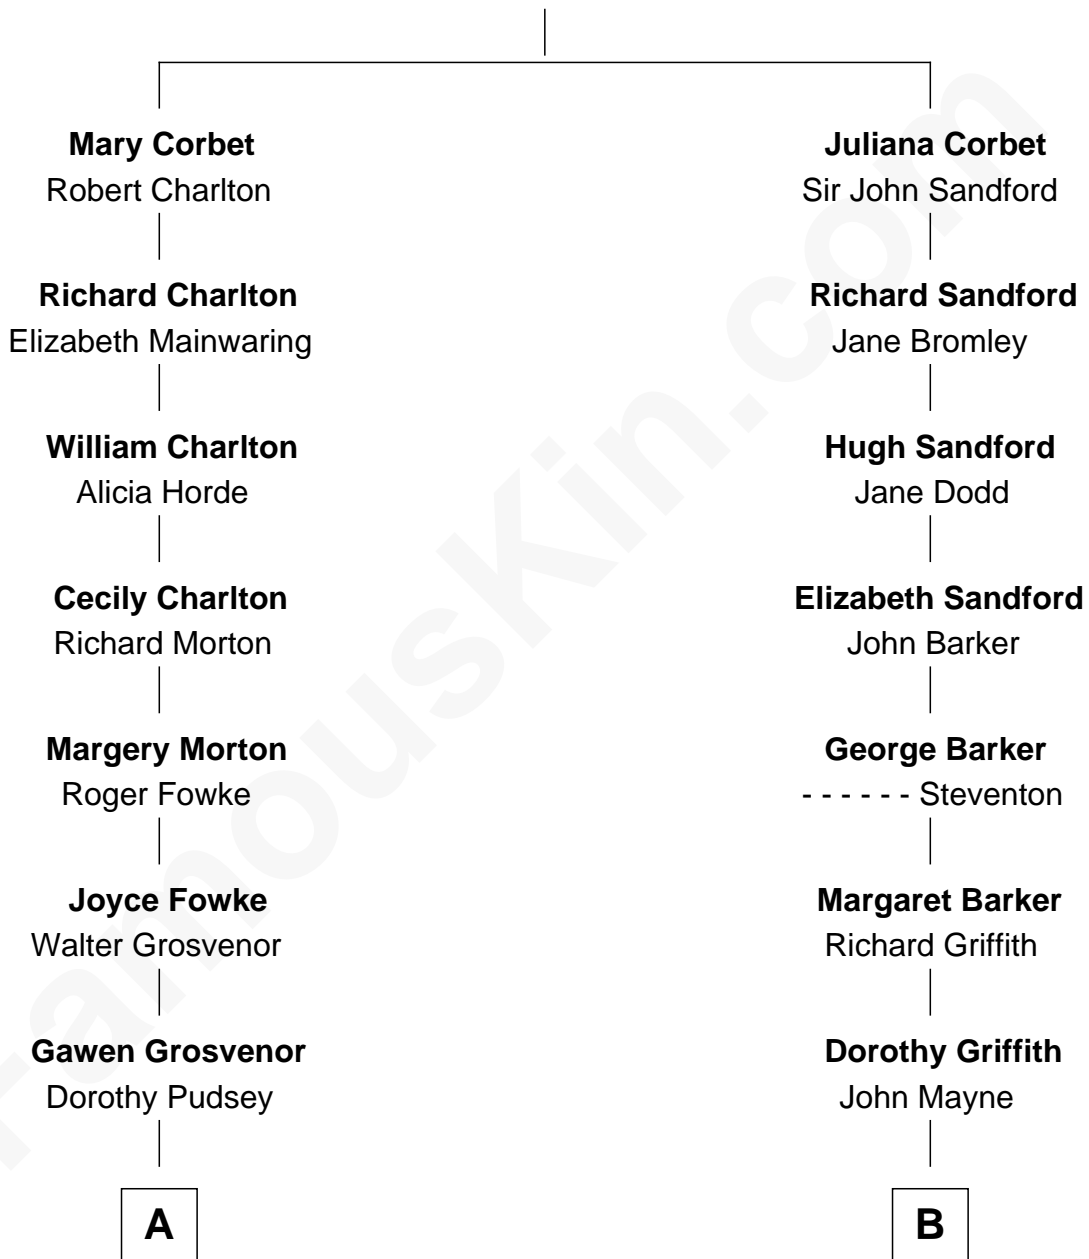 Mary Corbet
Robert Charlton
Juliana Corbet
Sir John Sandford
Richard Charlton
Elizabeth Mainwaring
Richard Sandford
Jane Bromley
William Charlton
Alicia Horde
Hugh Sandford
Jane Dodd
Cecily Charlton
Richard Morton
Elizabeth Sandford
John Barker
Margery Morton
Roger Fowke
George Barker
- - - - - - Steventon
Joyce Fowke
Walter Grosvenor
Margaret Barker
Richard Griffith
Gawen Grosvenor
Dorothy Pudsey
Dorothy Griffith
John Mayne
A
B
FamousKin.com